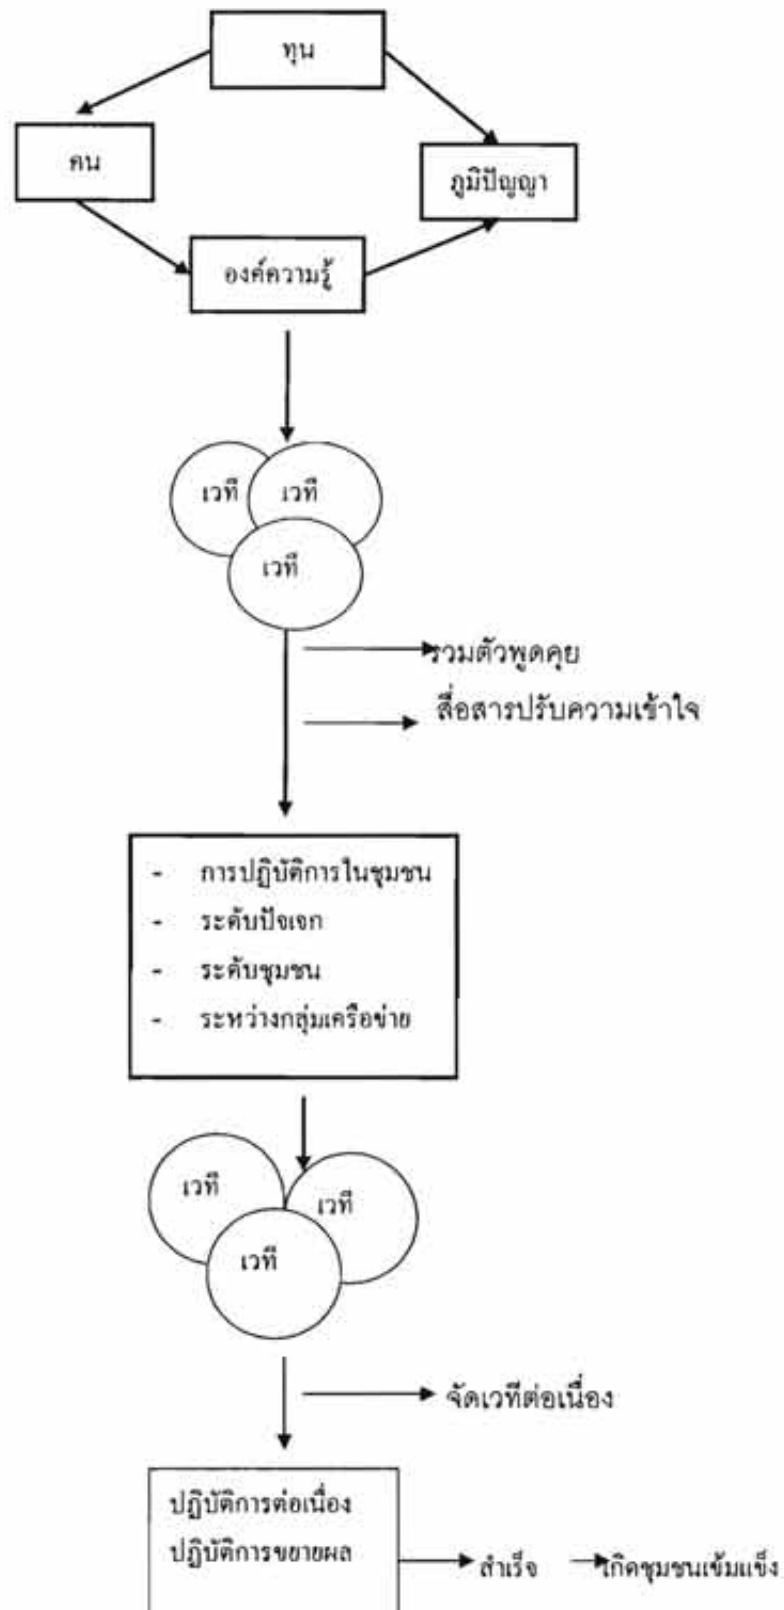 ทุน
คน
ภูมิปัญญา
องค์ความรู้
เวที
เวที
เวที
รวมตัวพูดคุย
สื่อสารปรับความเข้าใจ
- การปฏิบัติการในชุมชน
- ระดับปัจเจก
- ระดับชุมชน
- ระหว่างกลุ่มเครือข่าย
เวที
เวที
เวที
จัดเวทีต่อเนื่อง
ปฏิบัติการต่อเนื่อง
ปฏิบัติการขยายผล
สำเร็จ
เกิดชุมชนเข้มแข็ง